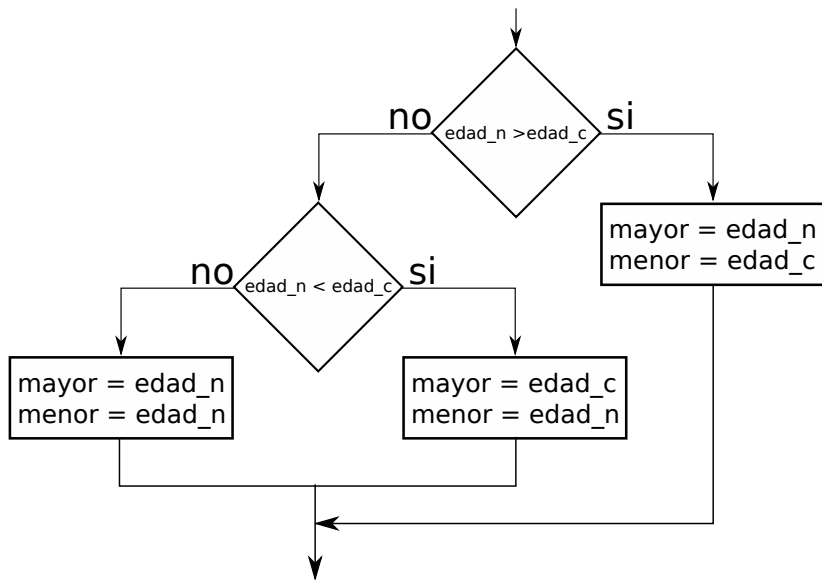 no
edad_n >edad_c
si
mayor = edad_n
menor = edad_c
no
edad_n < edad_c
si
mayor = edad_n
menor = edad_n
mayor = edad_c
menor = edad_n